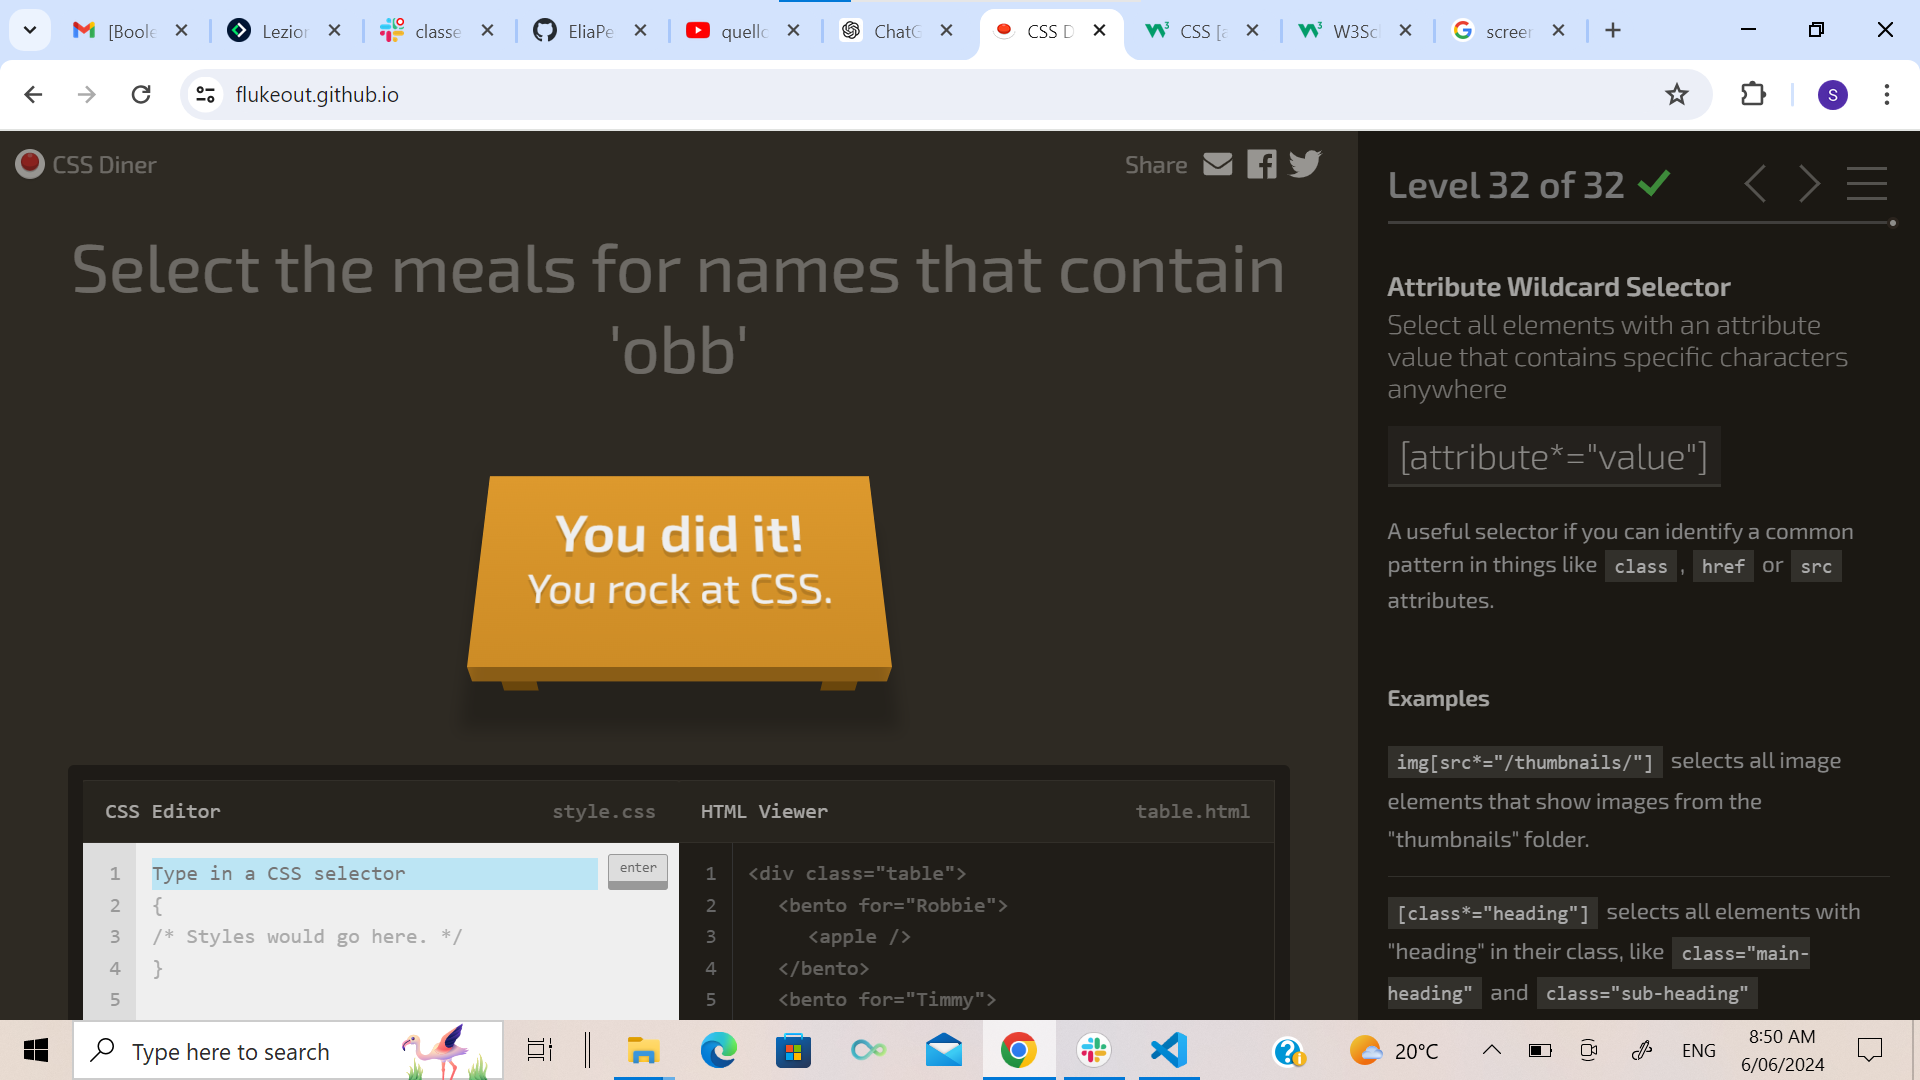 [Boole
Lezior
classe
EliaPe
quello
ChatG
CSS D
CSS [a
W3Sc
screer
flukeout.github.io
S
CSS Diner
Share
Level 32 of 32
Select the meals for names that contain
'obb'
Attribute Wildcard Selector
Select all elements with an attribute
value that contains specific characters
anywhere
[attribute*="value"]
You did it!
You rock at CSS.
A useful selector if you can identify a common
pattern in things like class , href or src
attributes.
Examples
img[src*="/thumbnails/"] selects all image
elements that show images from the
"thumbnails" folder.
[class*="heading"] selects all elements with
"heading" in their class, like class="main-
heading" and class="sub-heading"
CSS Editor style.css
HTML Viewer table.html
1 Type in a CSS selector enter
2 {
3 /* Styles would go here. */
4 }
5
1 <div class="table">
2 <bento for="Robbie">
3 <apple />
4 </bento>
5 <bento for="Timmy">
Type here to search
20°C
ENG
8:50 AM
6/06/2024